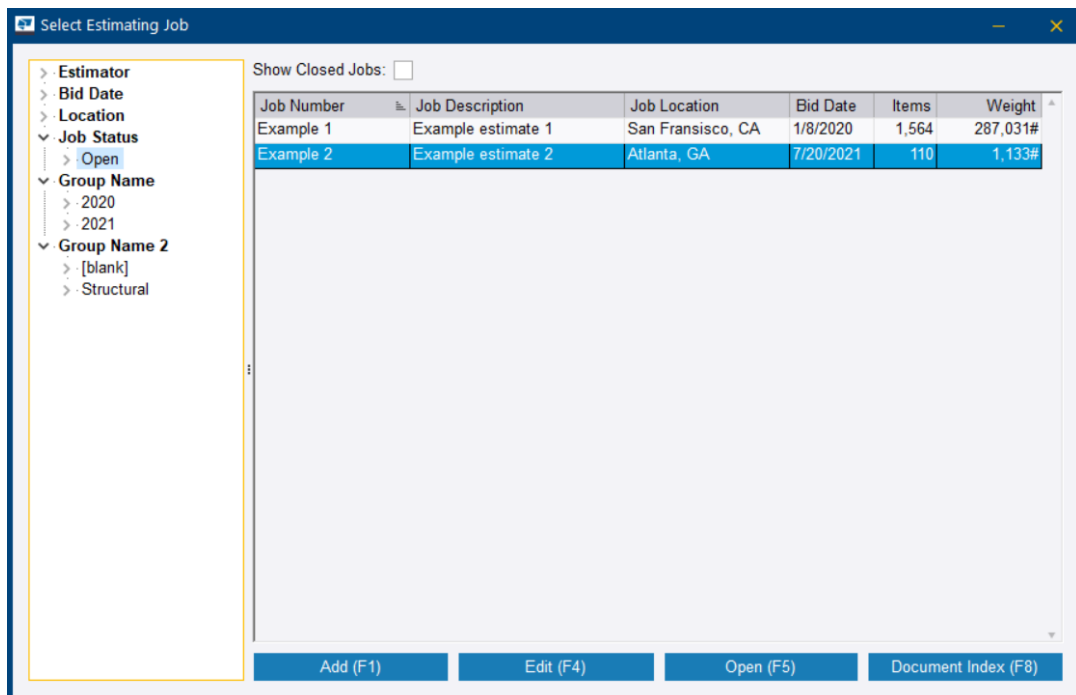 Select Estimating Job
Estimator
Bid Date
Location
Job Status
Open
Group Name
2020
2021
Group Name 2
[blank]
Structural
Show Closed Jobs:
Job Number Job Description Job Location Bid Date Items Weight
Example 1 Example estimate 1 San Fransisco, CA 1/8/2020 1,564 287,031#
Example 2 Example estimate 2 Atlanta, GA 7/20/2021 110 1,133#
Add (F1) Edit (F4) Open (F5) Document Index (F8)